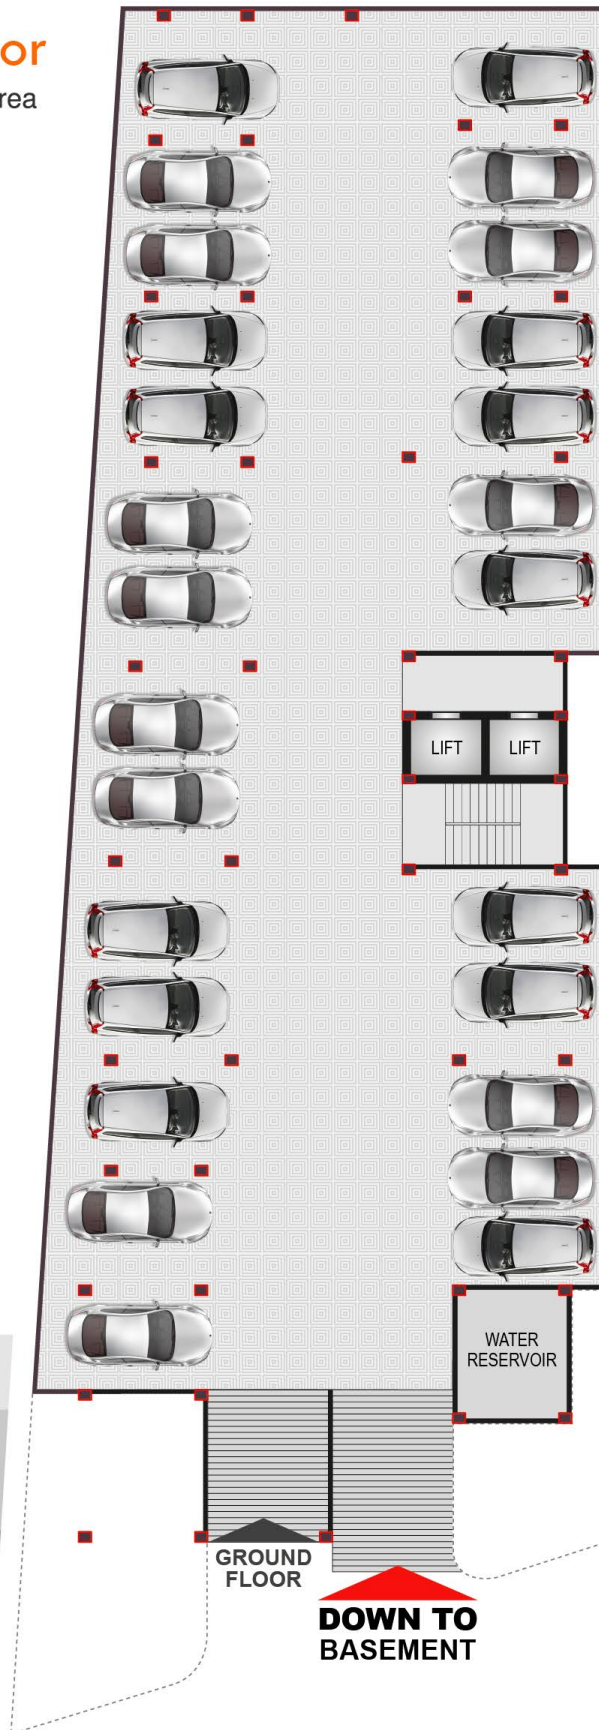 or
rea
LIFT
LIFT
WATER
RESERVOIR
GROUND
FLOOR
DOWN TO
BASEMENT